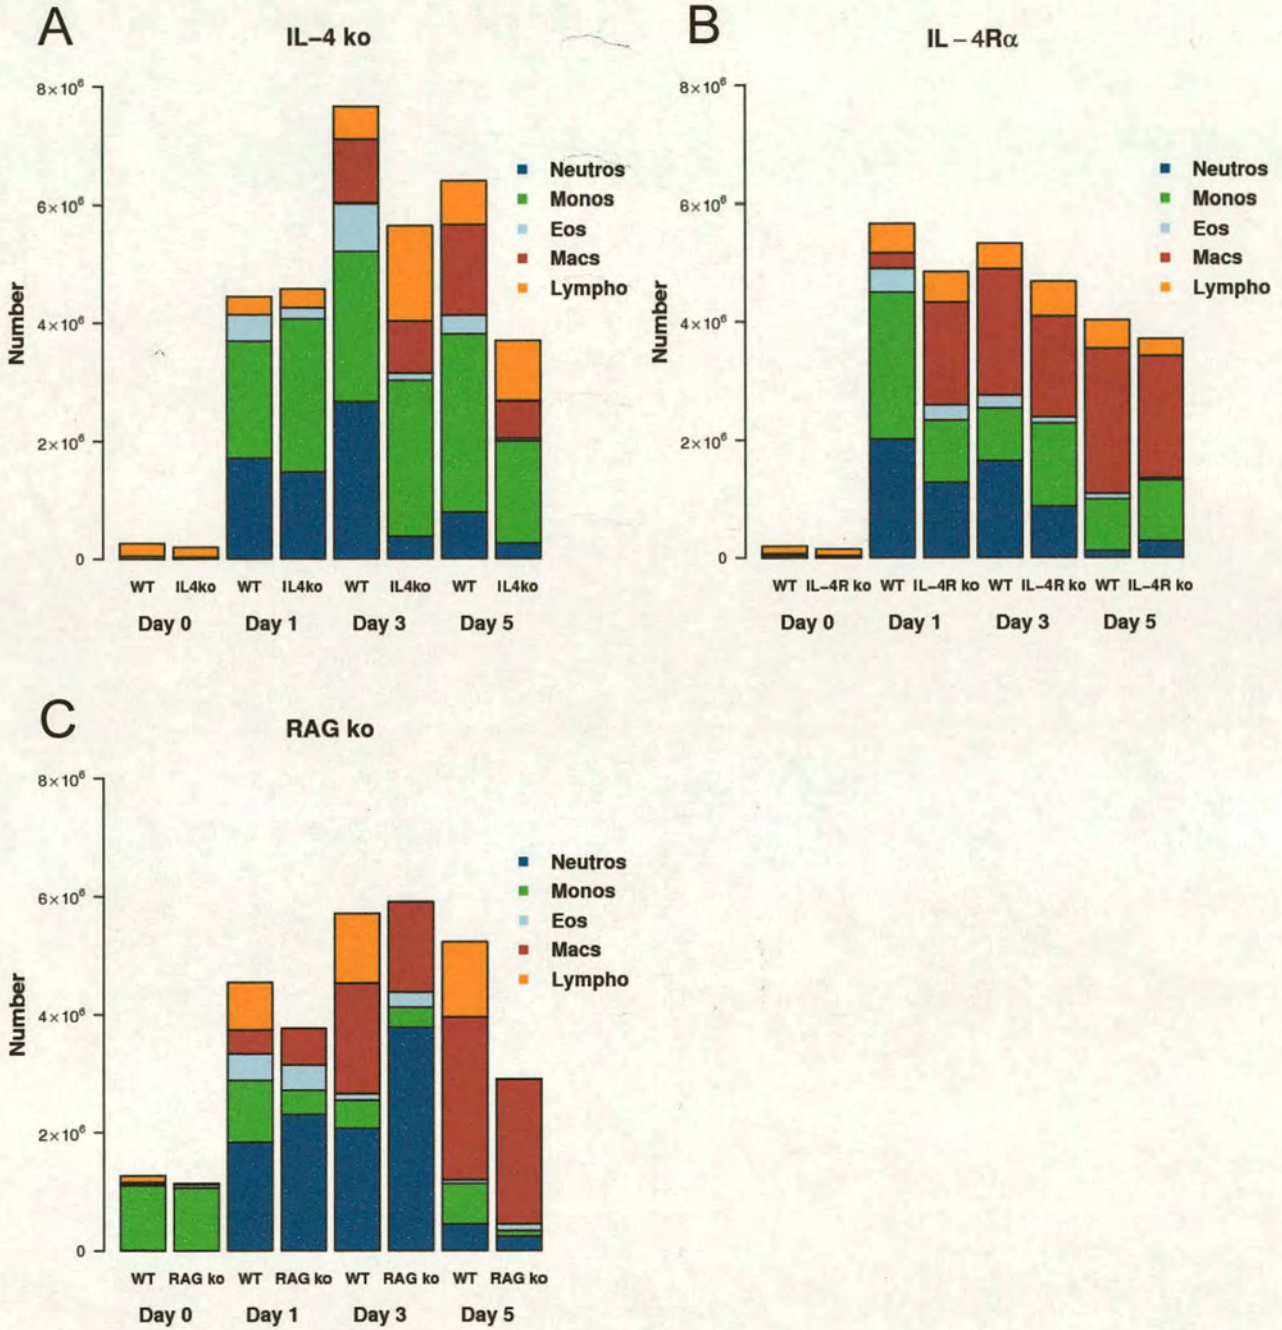 A
IL–4 ko
8×10⁶
6×10⁶
4×10⁶
2×10⁶
0
Number
Neutros
Monos
Eos
Macs
Lympho
WT IL4ko WT IL4ko WT IL4ko WT IL4ko
Day 0 Day 1 Day 3 Day 5
B
IL – 4Rα
8×10⁶
6×10⁶
4×10⁶
2×10⁶
0
Number
Neutros
Monos
Eos
Macs
Lympho
WT IL–4R ko WT IL–4R ko WT IL–4R ko WT IL–4R ko
Day 0 Day 1 Day 3 Day 5
C
RAG ko
8×10⁶
6×10⁶
4×10⁶
2×10⁶
0
Number
Neutros
Monos
Eos
Macs
Lympho
WT RAG ko WT RAG ko WT RAG ko WT RAG ko
Day 0 Day 1 Day 3 Day 5